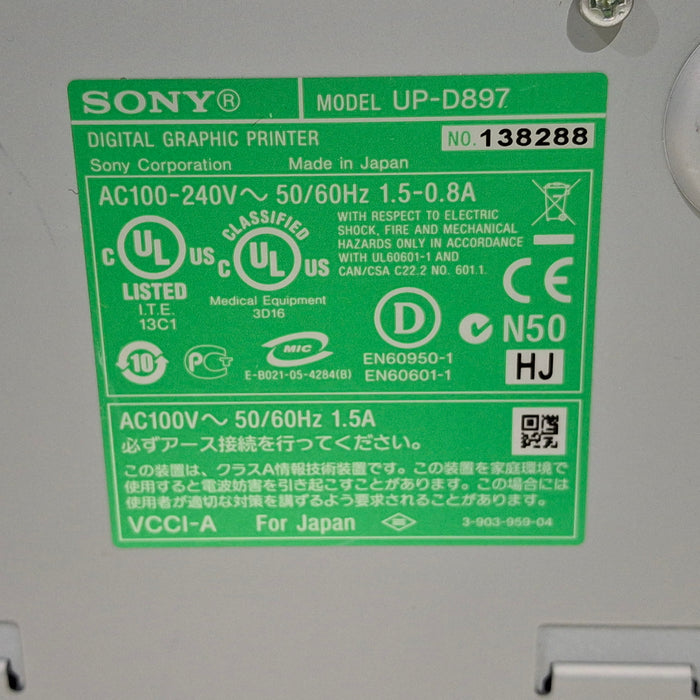 SONY® MODEL UP-D897
DIGITAL GRAPHIC PRINTER NO. 138288
Sony Corporation Made in Japan
AC100-240V～ 50/60Hz 1.5-0.8A
C UL US
LISTED
I.T.E.
13C1
CLASSIFIED
C UL US
Medical Equipment
3D16
WITH RESPECT TO ELECTRIC
SHOCK, FIRE AND MECHANICAL
HAZARDS ONLY IN ACCORDANCE
WITH UL60601-1 AND
CAN/CSA C22.2 NO. 601.1.
CE
D
N50
10
PCT
MIC
E-B021-05-4284(B)
EN60950-1
EN60601-1
HJ
AC100V～ 50/60Hz 1.5A
必ずアース接続を行ってください。
この装置は、クラスA情報技術装置です。この装置を家庭環境で
使用すると電波妨害を引き起こすことがあります。この場合には
使用者が適切な対策を講ずるよう要求されることがあります。
VCCI-A For Japan 3-903-959-04